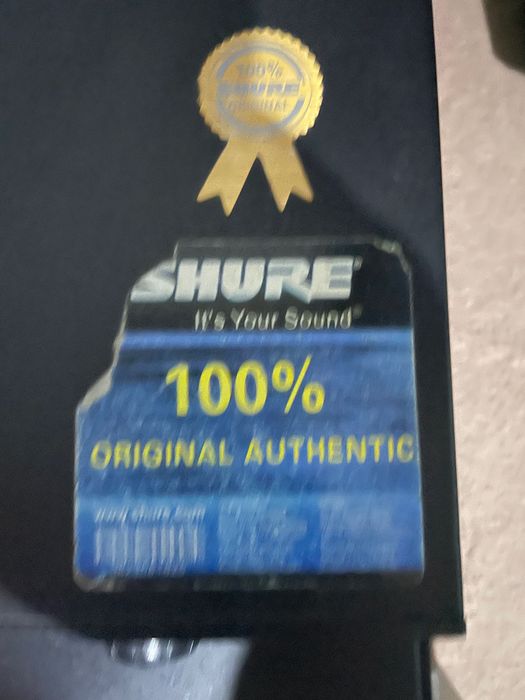 100%
SHURE
ORIGINAL
SHURE
It's Your Sound
100%
ORIGINAL AUTHENTIC